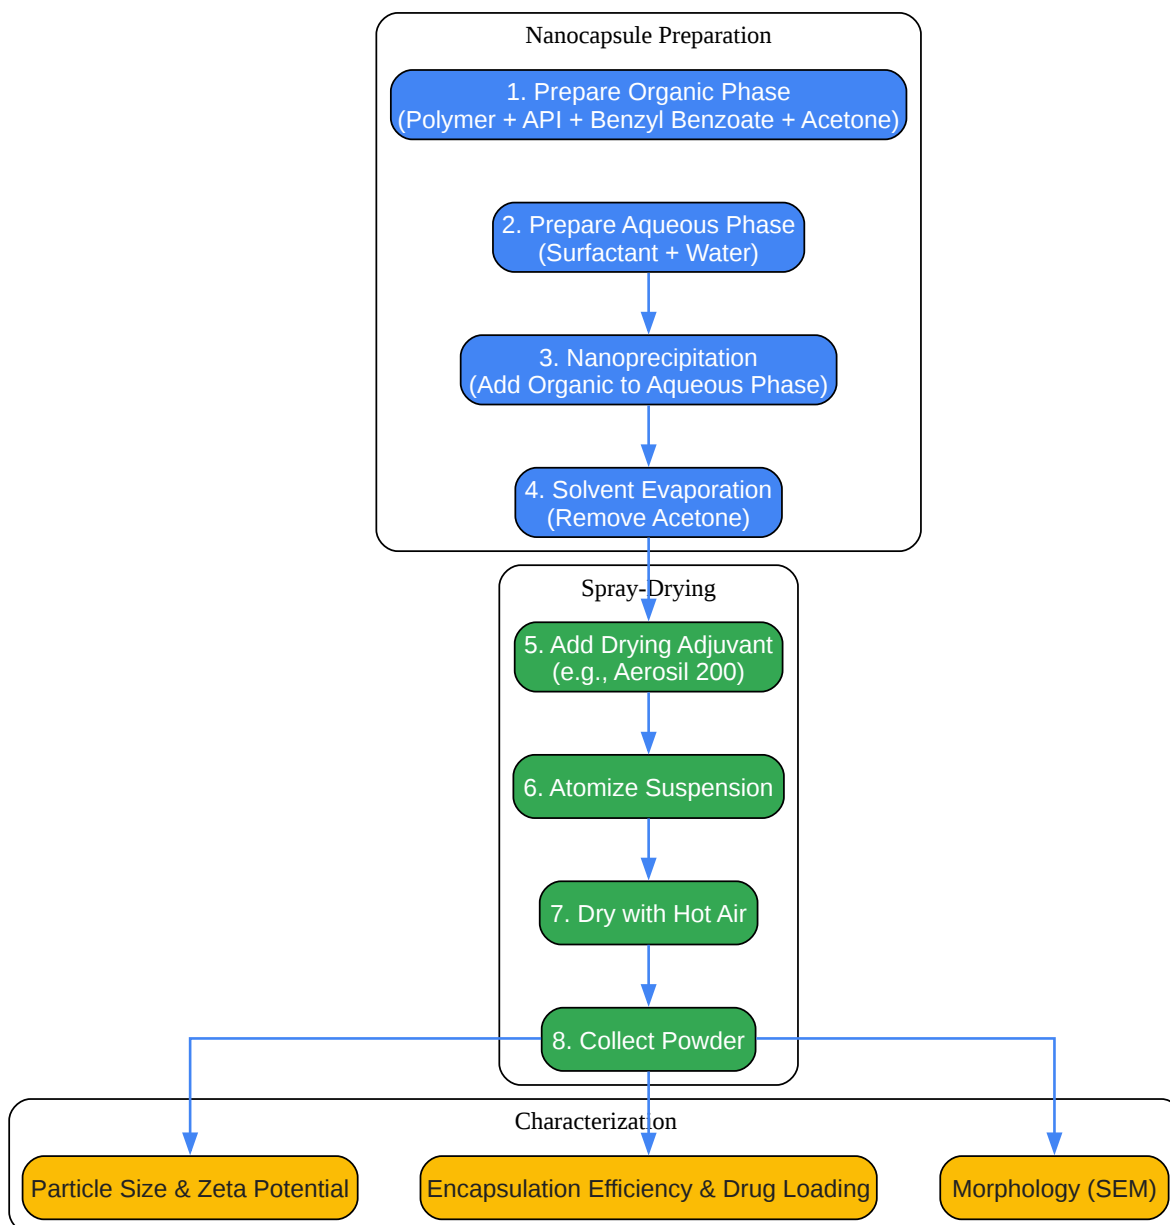 Nanocapsule Preparation
1. Prepare Organic Phase
(Polymer + API + Benzyl Benzoate + Acetone)
2. Prepare Aqueous Phase
(Surfactant + Water)
3. Nanoprecipitation
(Add Organic to Aqueous Phase)
4. Solvent Evaporation
(Remove Acetone)
Spray-Drying
5. Add Drying Adjuvant
(e.g., Aerosil 200)
6. Atomize Suspension
7. Dry with Hot Air
8. Collect Powder
Characterization
Particle Size & Zeta Potential
Encapsulation Efficiency & Drug Loading
Morphology (SEM)